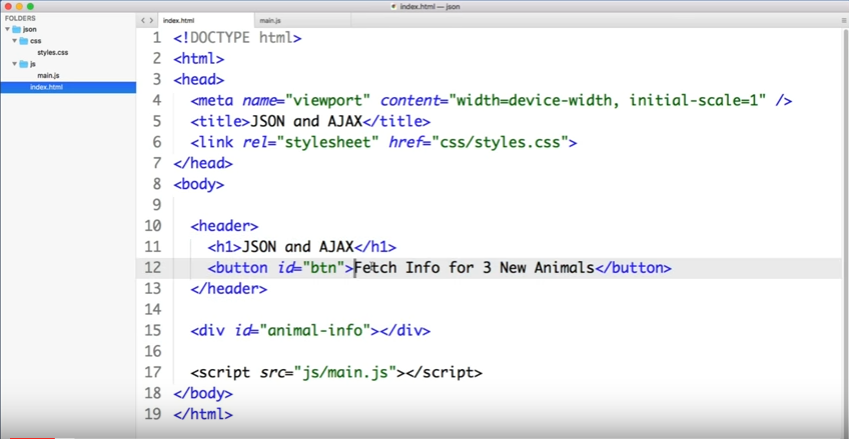 index.html — json
FOLDERS
json
css
styles.css
js
main.js
index.html
index.html
main.js
1 <!DOCTYPE html>
2 <html>
3 <head>
4 <meta name="viewport" content="width=device-width, initial-scale=1" />
5 <title>JSON and AJAX</title>
6 <link rel="stylesheet" href="css/styles.css">
7 </head>
8 <body>
9
10 <header>
11 <h1>JSON and AJAX</h1>
12 <button id="btn">Fetch Info for 3 New Animals</button>
13 </header>
14
15 <div id="animal-info"></div>
16
17 <script src="js/main.js"></script>
18 </body>
19 </html>